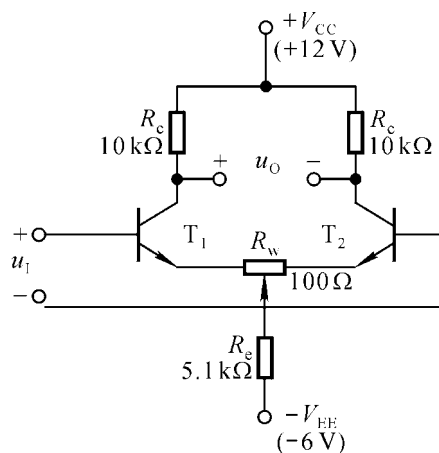 +V_CC
(+12 V)
R_c
10 kΩ
R_c
10 kΩ
+ u_O −
+
T_1
R_w
T_2
u_I
100 Ω
−
R_e
5.1 kΩ
−V_EE
(−6 V)